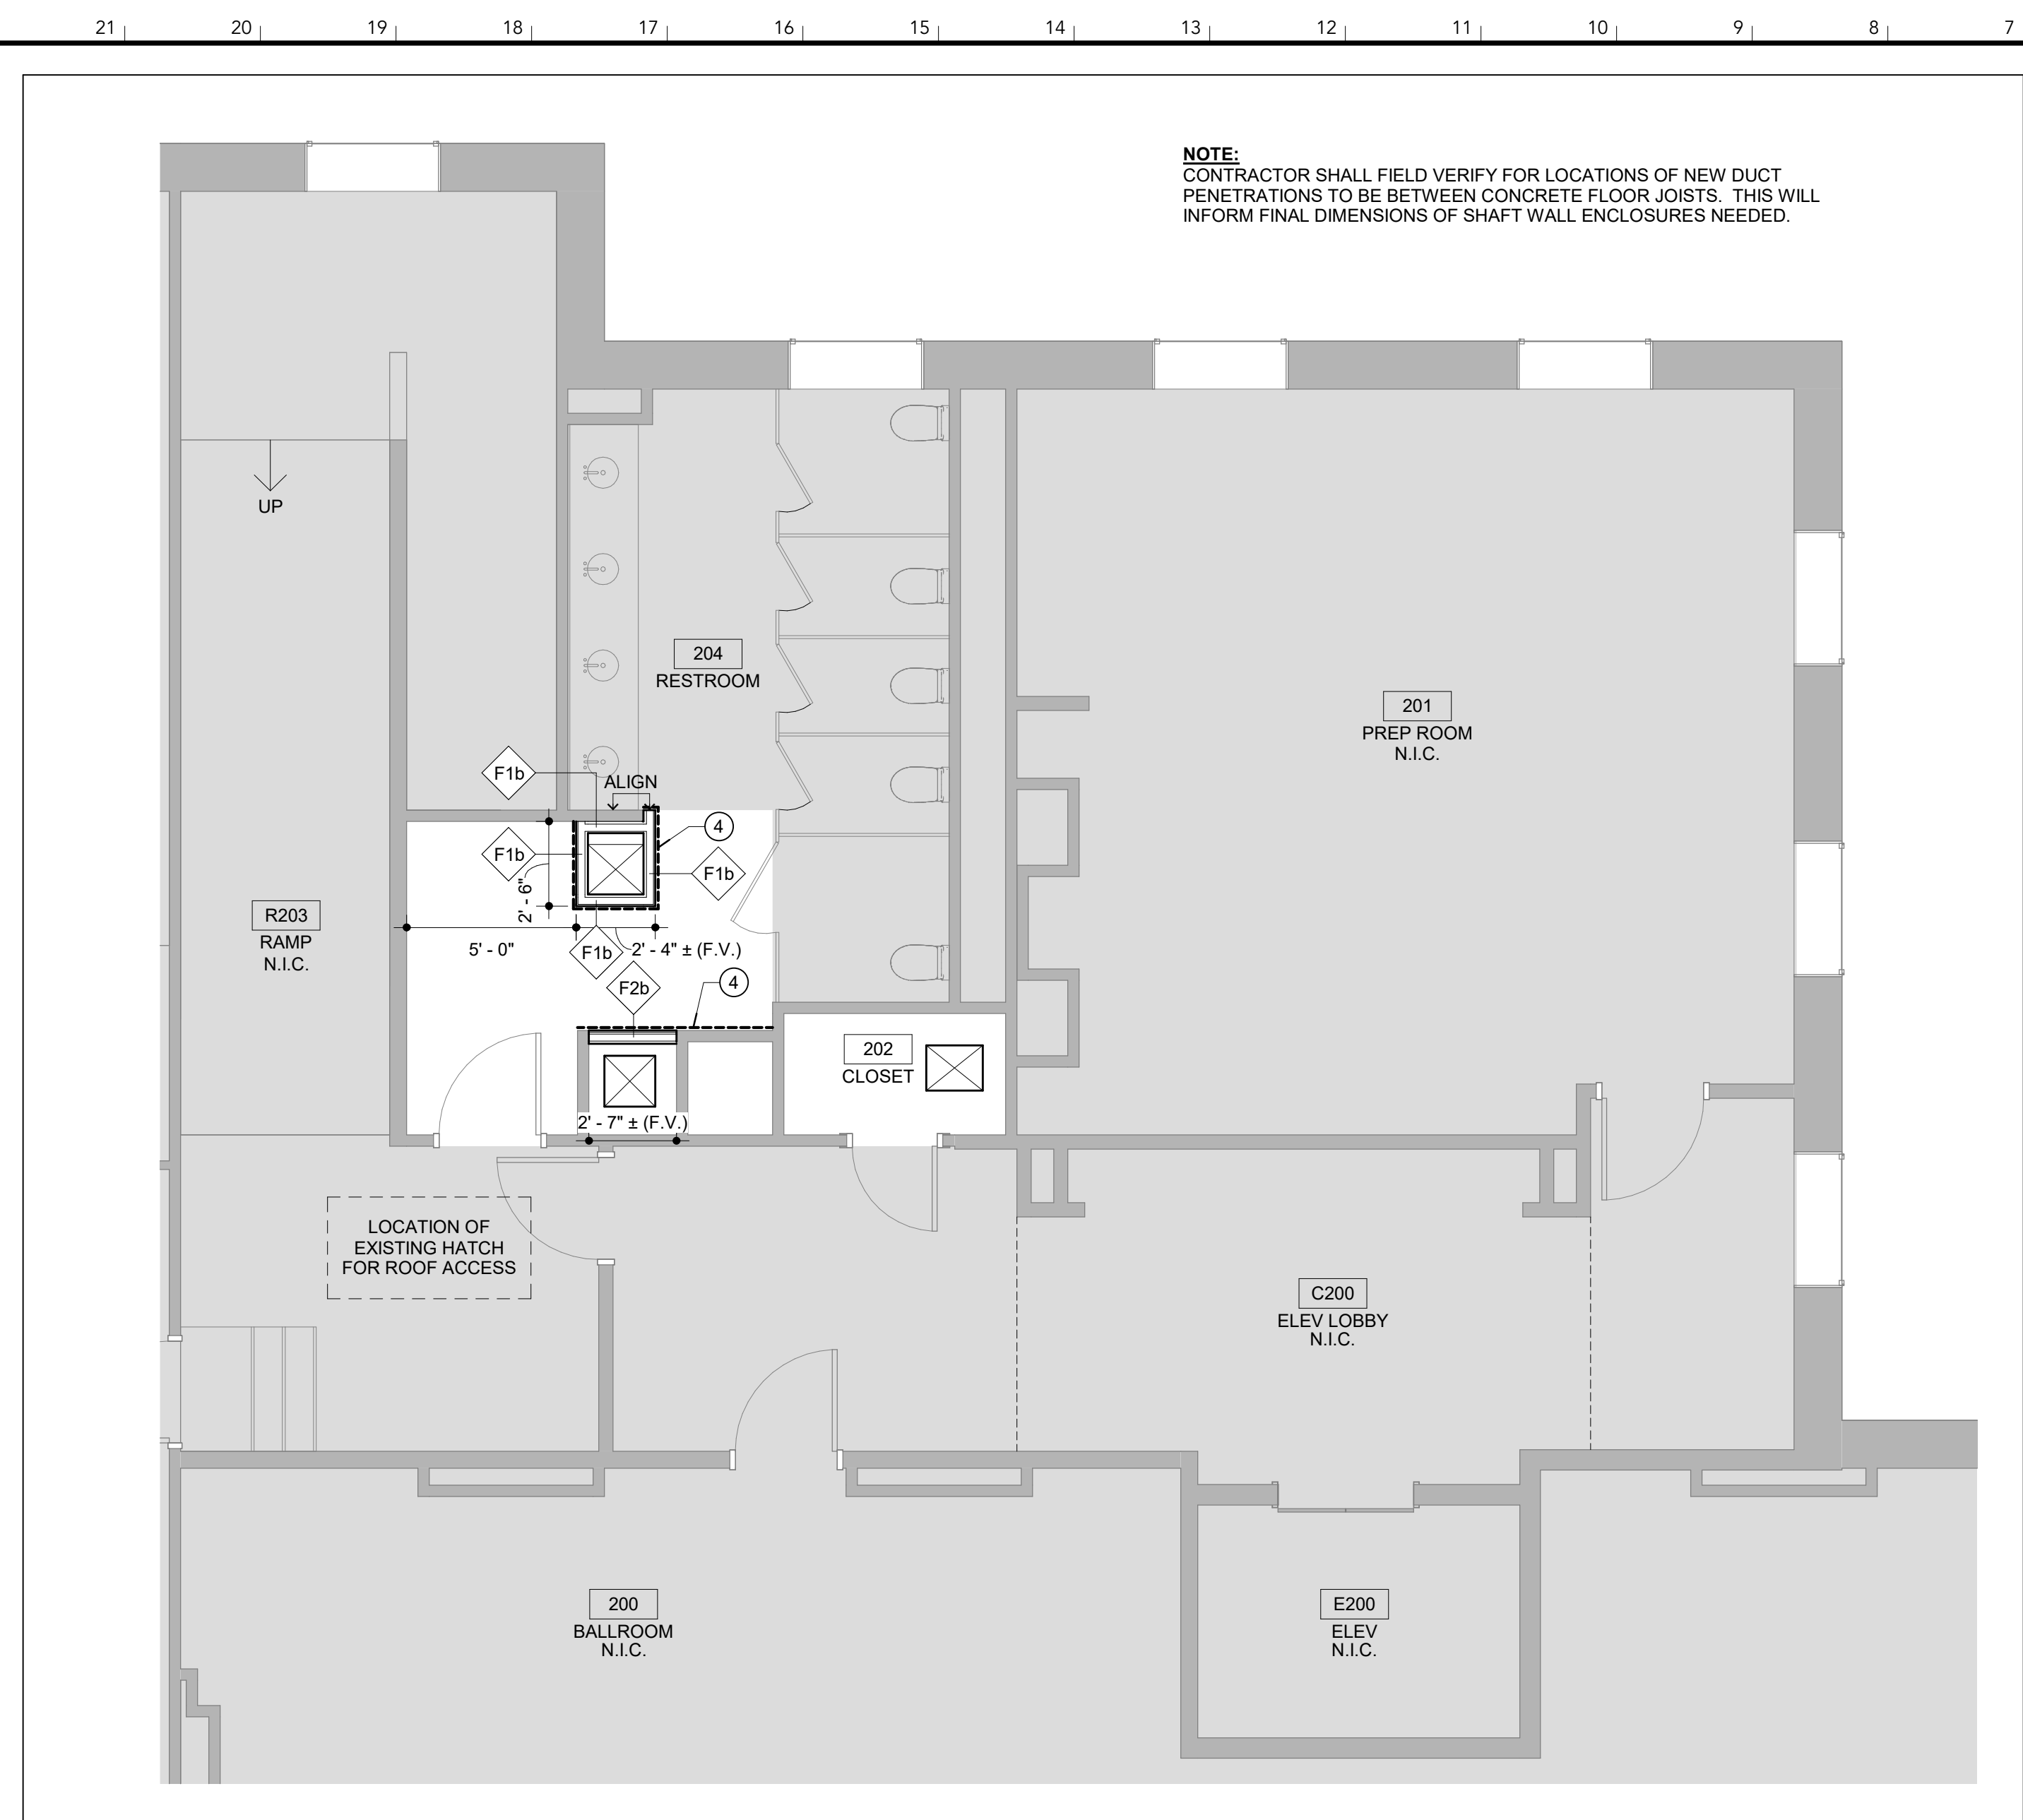 21 20 19 18 17 16 15 14 13 12 11 10 9 8 7
NOTE:
CONTRACTOR SHALL FIELD VERIFY FOR LOCATIONS OF NEW DUCT
PENETRATIONS TO BE BETWEEN CONCRETE FLOOR JOISTS. THIS WILL
INFORM FINAL DIMENSIONS OF SHAFT WALL ENCLOSURES NEEDED.
UP
204
RESTROOM
201
PREP ROOM
N.I.C.
F1b
ALIGN
4
F1b
F1b
2' - 6"
R203
RAMP
N.I.C.
5' - 0"
F1b
2' - 4" ± (F.V.)
F2b
4
202
CLOSET
2' - 7" ± (F.V.)
LOCATION OF
EXISTING HATCH
FOR ROOF ACCESS
C200
ELEV LOBBY
N.I.C.
200
BALLROOM
N.I.C.
E200
ELEV
N.I.C.